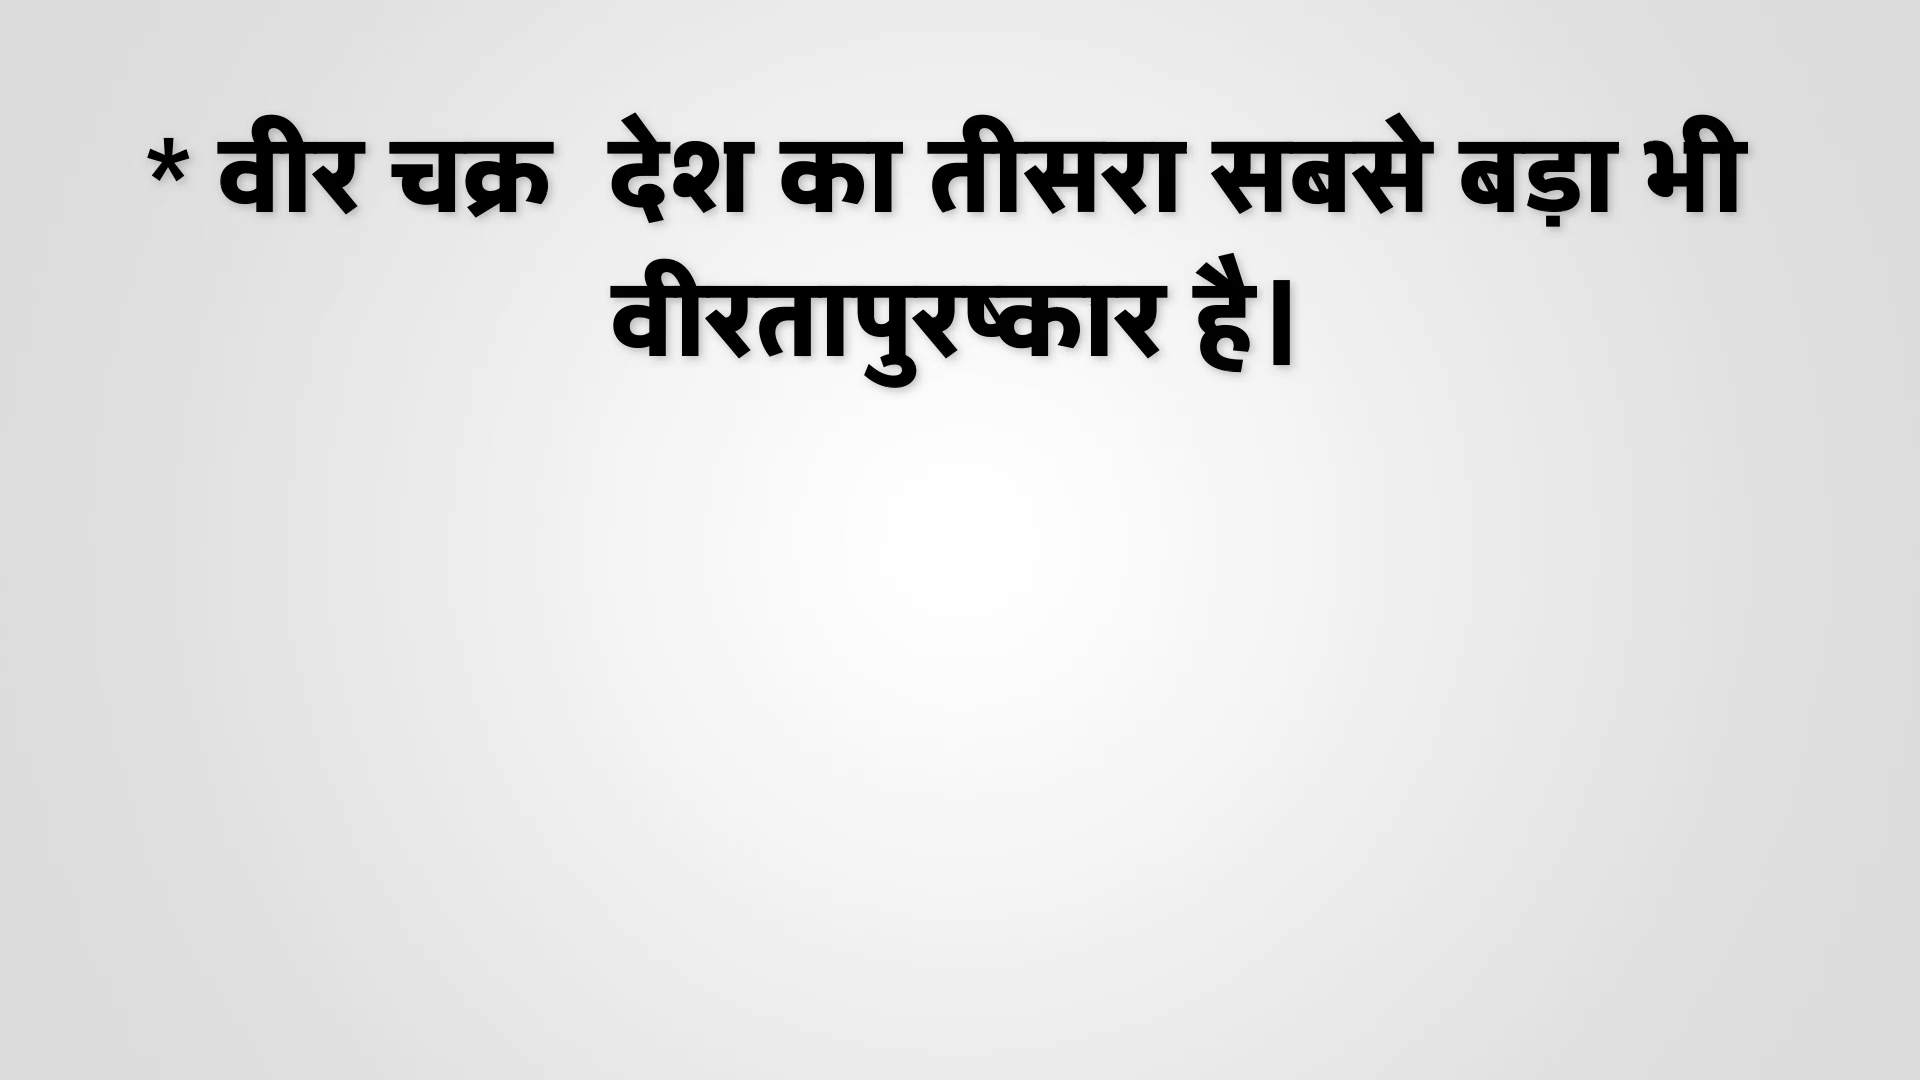 * वीर चक्र  देश का तीसरा सबसे बड़ा भी
वीरतापुरष्कार है।